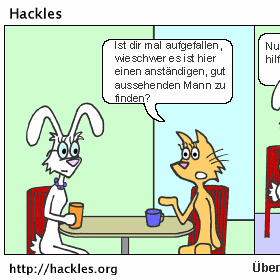 Hackles
Ist dir mal aufgefallen,
wieschwer es ist hier
einen anständigen, gut
aussehenden Mann zu
finden?
Nu
hilf
http://hackles.org
Über